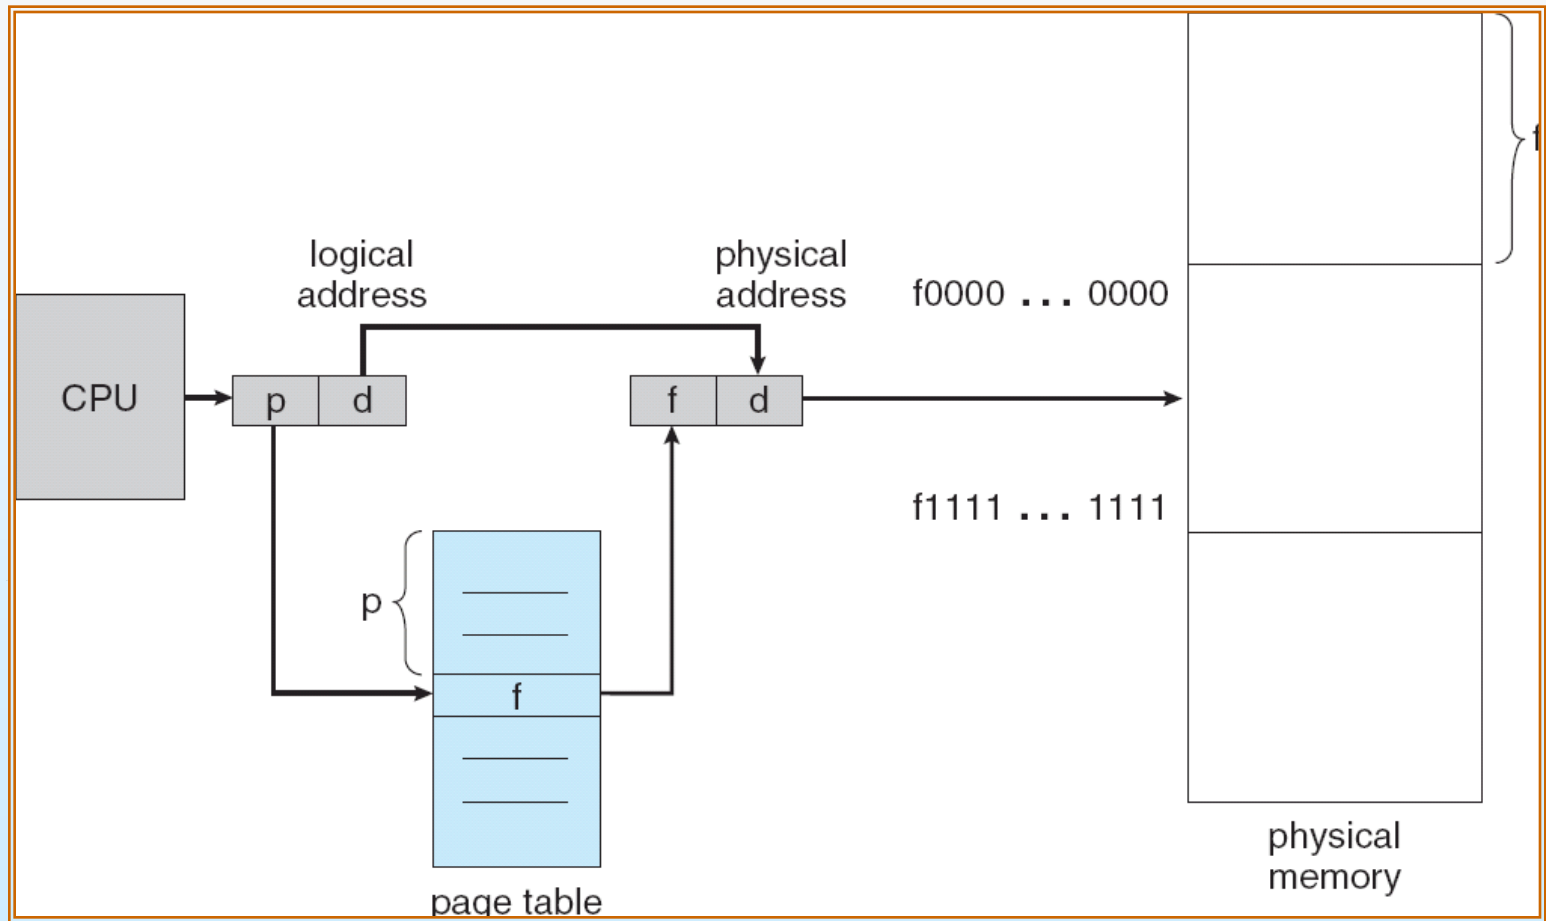 f
logical
address
physical
address
f0000 ... 0000
CPU
p
d
f
d
f1111 ... 1111
p
f
physical
memory
page table